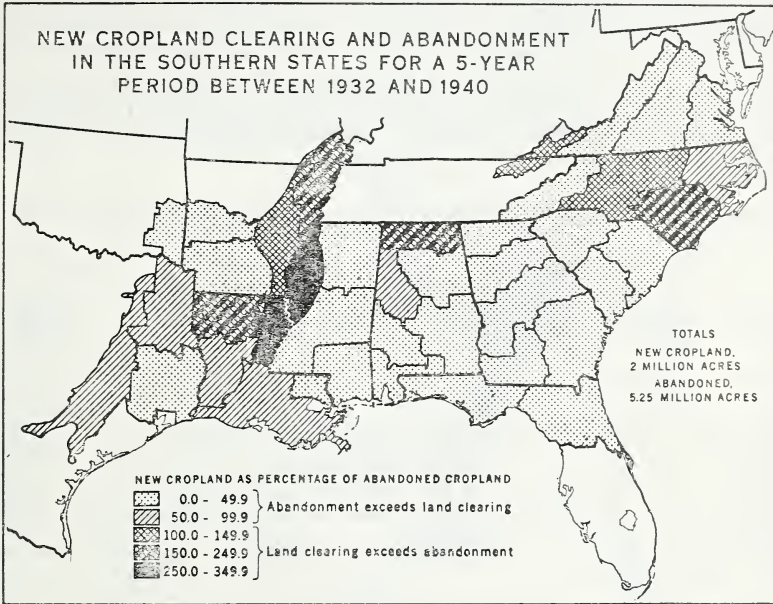 NEW CROPLAND CLEARING AND ABANDONMENT
IN THE SOUTHERN STATES FOR A 5-YEAR
PERIOD BETWEEN 1932 AND 1940
TOTALS
NEW CROPLAND,
2 MILLION ACRES
ABANDONED,
5.25 MILLION ACRES
NEW CROPLAND AS PERCENTAGE OF ABANDONED CROPLAND
0.0 - 49.9
50.0 - 99.9
Abandonment exceeds land clearing
100.0 - 149.9
150.0 - 249.9
250.0 - 349.9
Land clearing exceeds abandonment